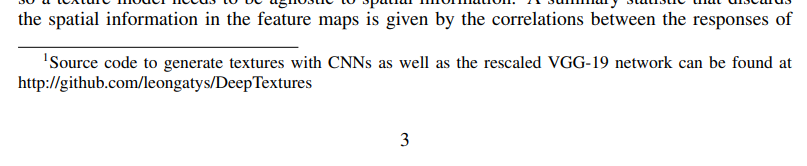 so a texture model needs to be agnostic to spatial information. A summary statistic that discards
the spatial information in the feature maps is given by the correlations between the responses of
¹Source code to generate textures with CNNs as well as the rescaled VGG-19 network can be found at
http://github.com/leongatys/DeepTextures
3